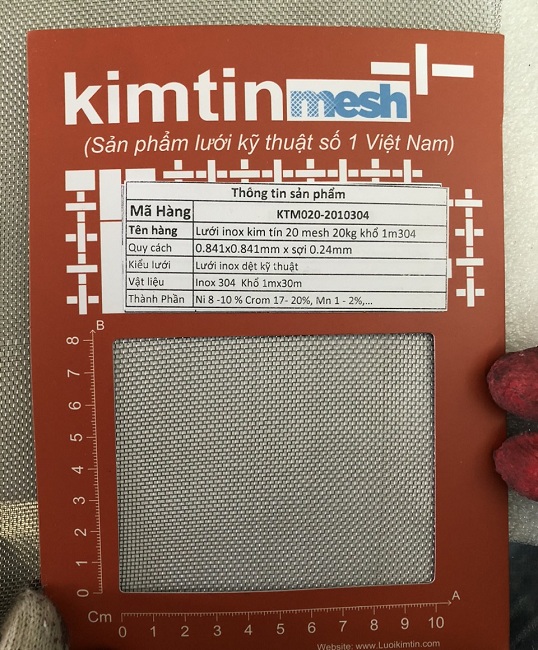 kimtin mesh
(Sản phẩm lưới kỹ thuật số 1 Việt Nam)
Thông tin sản phẩm
Mã Hàng KTM020-2010304
Tên hàng Lưới inox kim tín 20 mesh 20kg khổ 1m304
Quy cách 0.841x0.841mm x sợi 0.24mm
Kiểu lưới Lưới inox dệt kỹ thuật
Vật liệu Inox 304 Khổ 1mx30m
Thành Phần Ni 8 -10 % Crom 17- 20%, Mn 1 - 2%,...
B
8
7
6
5
4
3
2
1
0
A
Cm 0 1 2 3 4 5 6 7 8 9 10
Website: www.Luoikimtin.com